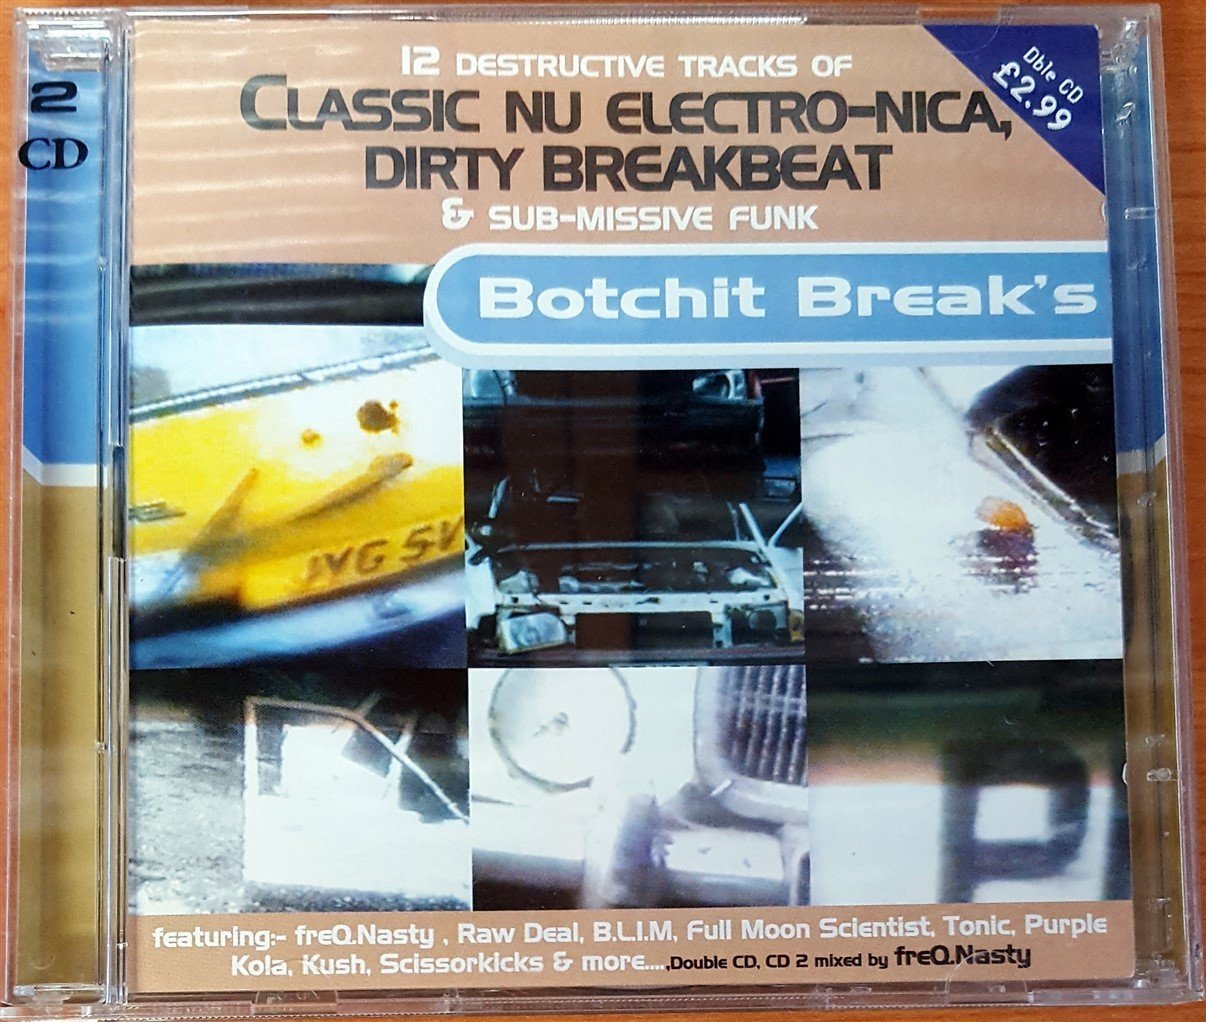 2
CD
12 DESTRUCTIVE TRACKS OF
CLASSIC NU ELECTRO-NICA,
DIRTY BREAKBEAT
& SUB-MISSIVE FUNK
Dble CD
£2.99
Botchit Break's
JVG 5V
featuring:- freQ.Nasty , Raw Deal, B.L.I.M, Full Moon Scientist, Tonic, Purple
Kola, Kush, Scissorkicks & more....,Double CD, CD 2 mixed by freQ.Nasty